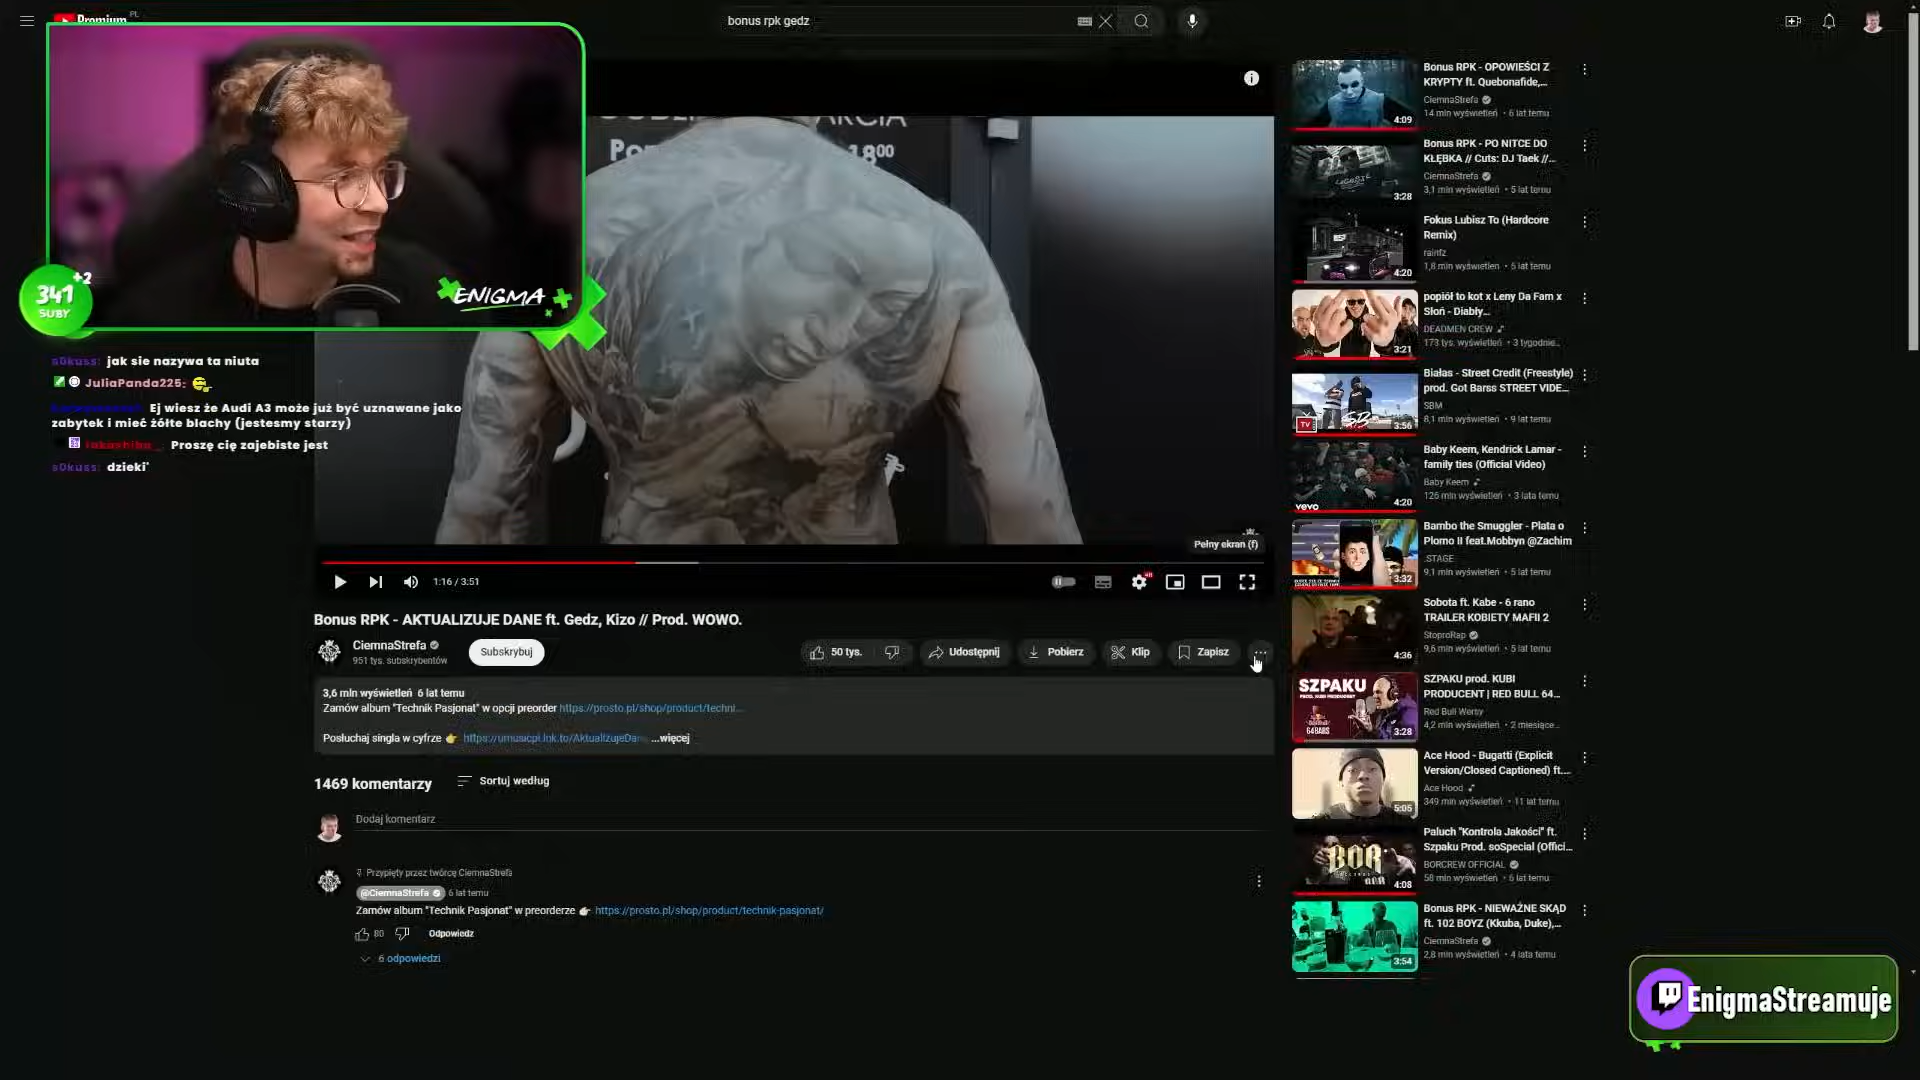 PL
Premium
bonus rpk gedz
+2
341
SUBY
ENIGMA
s0kuss: jak sie nazywa ta niuta
JuliaPanda225:
Ej wiesz że Audi A3 może już być uznawane jako
zabytek i mieć żółte blachy (jestesmy starzy)
Proszę cię zajebiste jest
s0kuss: dzieki'
18⁰⁰
Pełny ekran (f)
1:16 / 3:51
Bonus RPK - AKTUALIZUJE DANE ft. Gedz, Kizo // Prod. WOWO.
CiemnaStrefa
951 tys. subskrybentów
Subskrybuj
50 tys.
Udostępnij
Pobierz
Klip
Zapisz
3,6 mln wyświetleń 6 lat temu
Zamów album "Technik Pasjonat" w opcji preorder https://prosto.pl/shop/product/techni...
Posłuchaj singla w cyfrze https://umusicpl.lnk.to/AktualizujeDan ...więcej
1469 komentarzy
Sortuj według
Dodaj komentarz
Przypięty przez twórcę CiemnaStrefa
@CiemnaStrefa 6 lat temu
Zamów album "Technik Pasjonat" w preorderze https://prosto.pl/shop/product/technik-pasjonat/
80
Odpowiedz
6 odpowiedzi
4:09
Bonus RPK - OPOWIEŚCI Z
KRYPTY ft. Quebonafide,...
CiemnaStrefa
14 mln wyświetleń • 6 lat temu
3:28
Bonus RPK - PO NITCE DO
KŁĘBKA // Cuts: DJ Taek //...
CiemnaStrefa
3,1 mln wyświetleń • 5 lat temu
4:20
Fokus Lubisz To (Hardcore
Remix)
rainfz
1,8 mln wyświetleń • 5 lat temu
3:21
popiół to kot x Leny Da Fam x
Słoń - Diabły...
DEADMEN CREW
173 tys. wyświetleń • 3 tygodnie...
TV
3:56
Białas - Street Credit (Freestyle)
prod. Got Barss STREET VIDE...
SBM
8,1 mln wyświetleń • 9 lat temu
vevo
4:20
Baby Keem, Kendrick Lamar -
family ties (Official Video)
Baby Keem
126 mln wyświetleń • 3 lata temu
3:32
Bambo the Smuggler - Plata o
Plomo II feat.Mobbyn @Zachim
.STAGE
9,1 mln wyświetleń • 5 lat temu
4:36
Sobota ft. Kabe - 6 rano
TRAILER KOBIETY MAFII 2
StoproRap
9,6 mln wyświetleń • 5 lat temu
SZPAKU
64 BARS
3:28
SZPAKU prod. KUBI
PRODUCENT | RED BULL 64...
Red Bull Wersy
4,2 mln wyświetleń • 2 miesiące...
5:05
Ace Hood - Bugatti (Explicit
Version/Closed Captioned) ft....
Ace Hood
349 mln wyświetleń • 11 lat temu
BOR
4:08
Paluch "Kontrola Jakości" ft.
Szpaku Prod. soSpecial (Offici...
BORCREW OFFICIAL
58 mln wyświetleń • 6 lat temu
3:54
Bonus RPK - NIEWAŻNE SKĄD
ft. 102 BOYZ (Kkuba, Duke),...
CiemnaStrefa
2,8 mln wyświetleń • 4 lata temu
EnigmaStreamuje